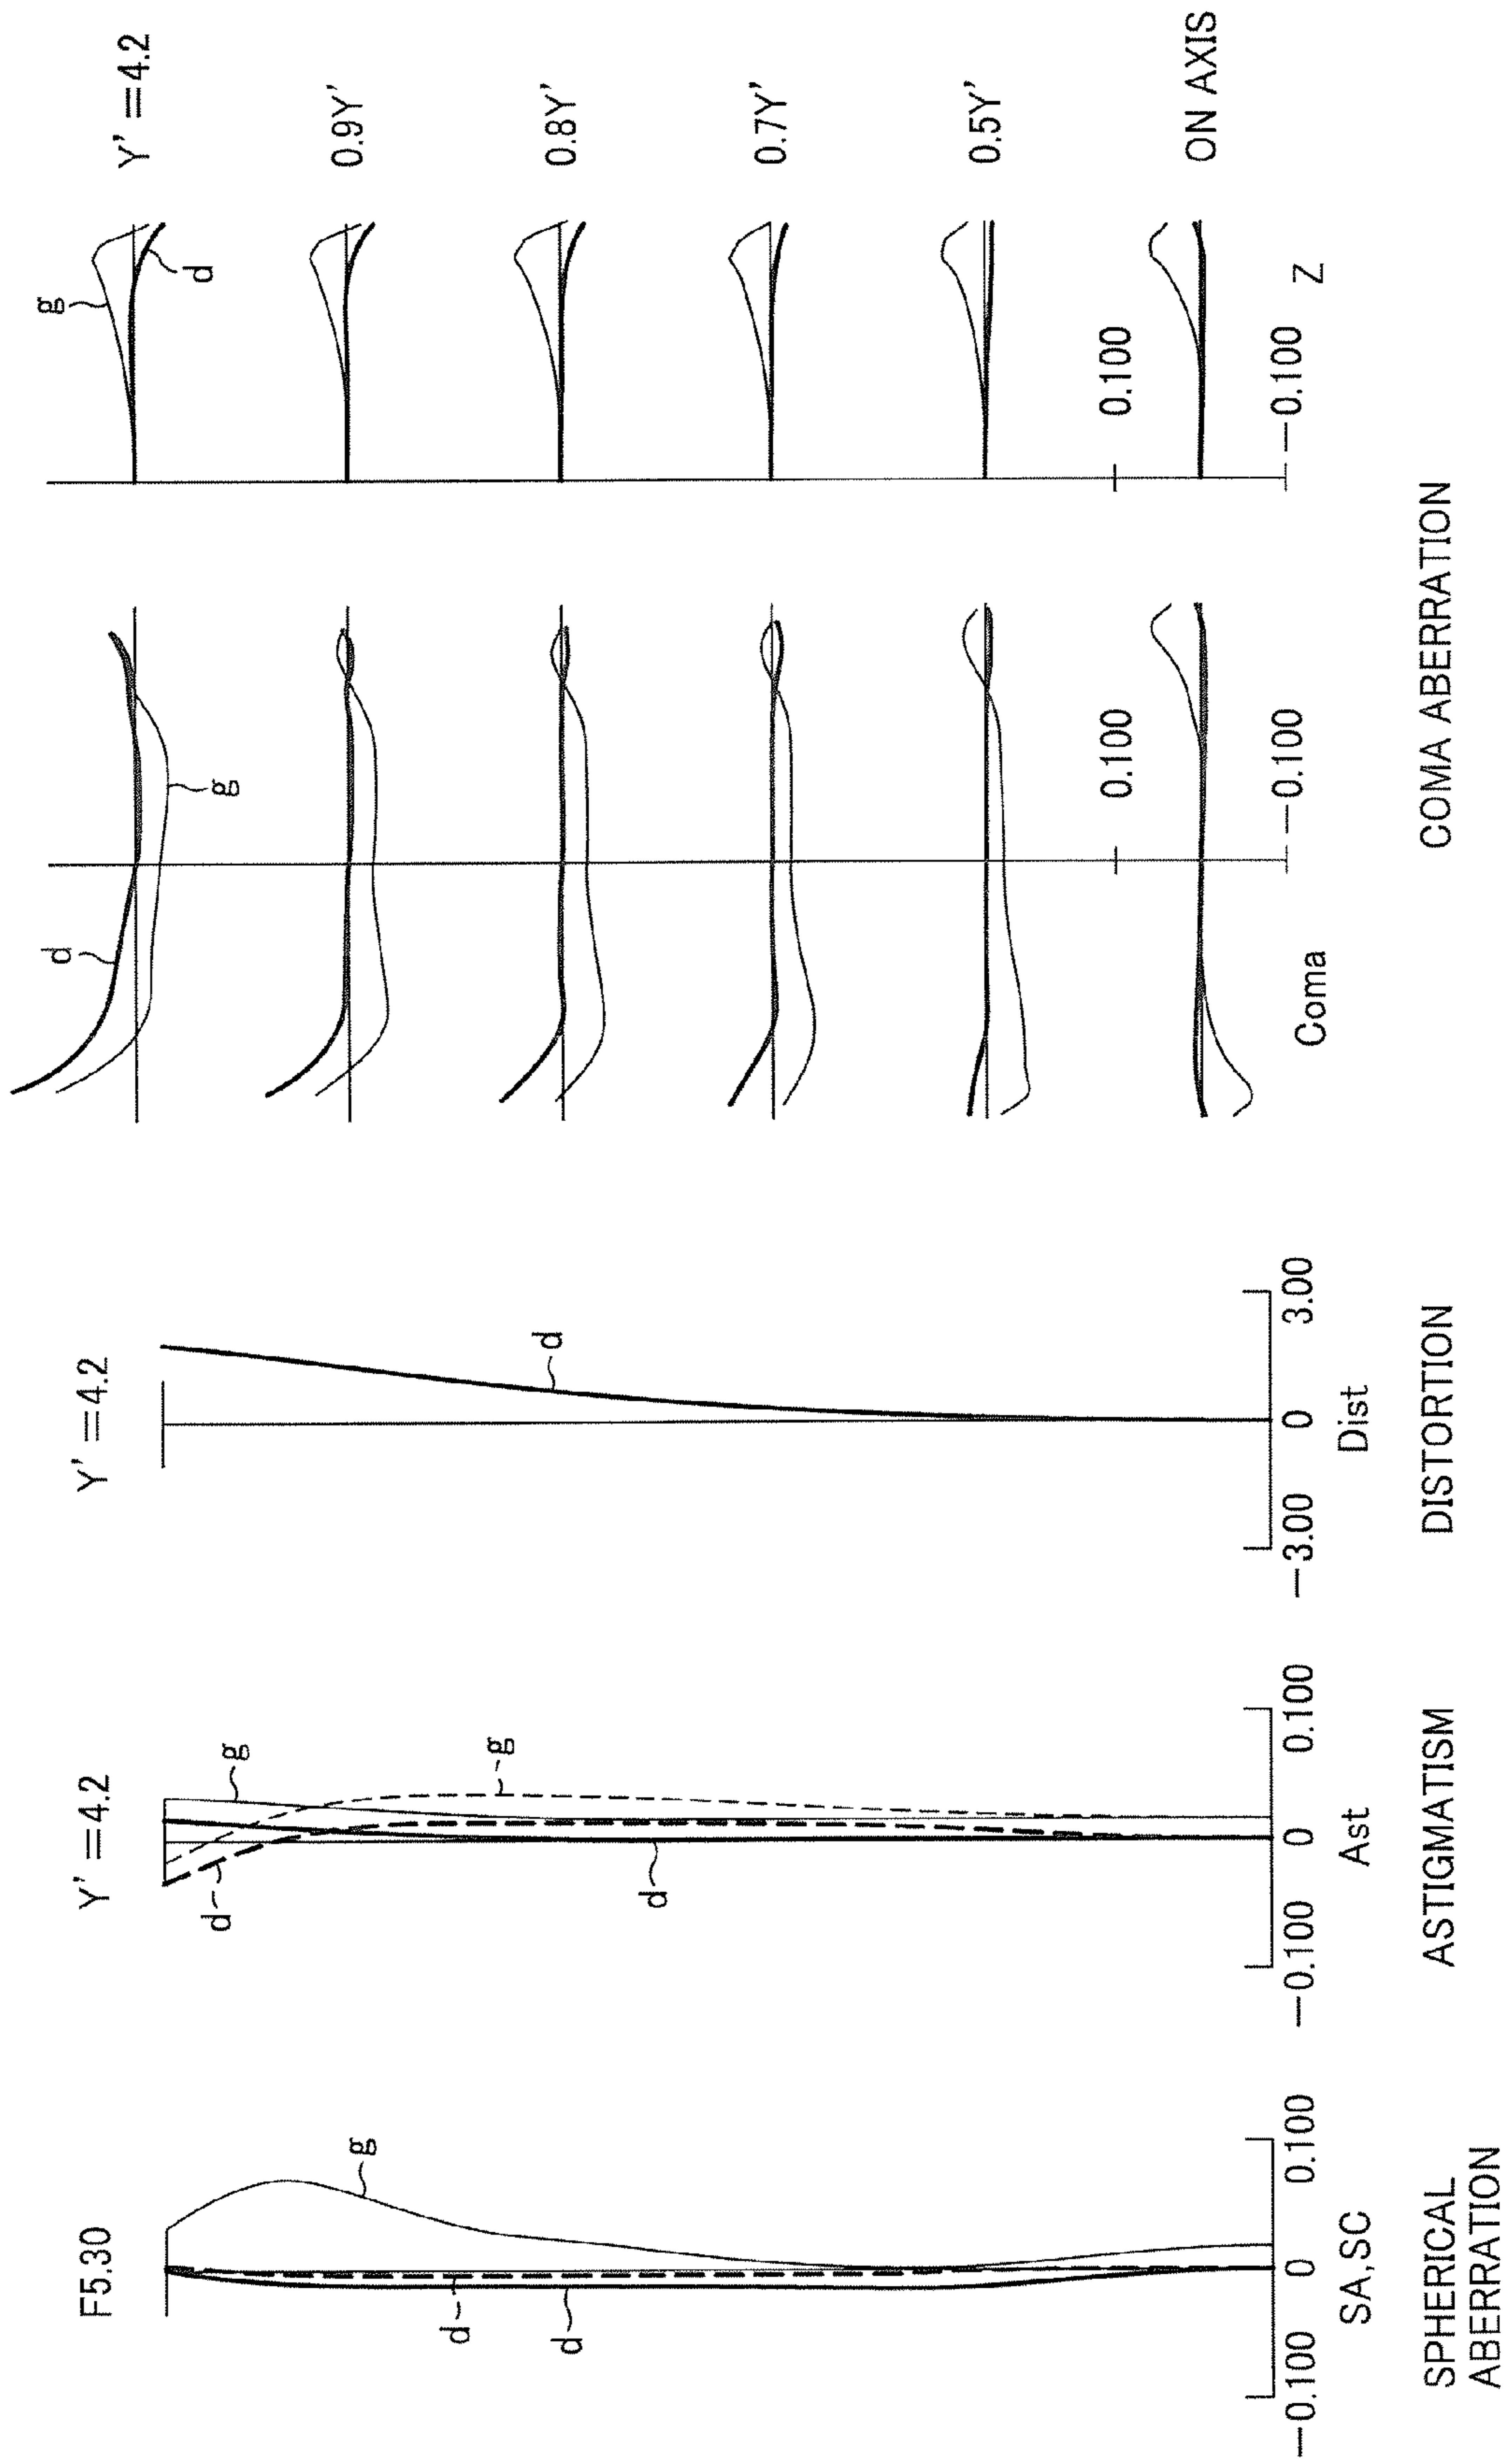 F5.30
g
d
d
−0.100
0
0.100
SA,SC
SPHERICAL
ABERRATION
Y'=4.2
g
g
d
d
−0.100
0
0.100
Ast
ASTIGMATISM
Y'=4.2
d
−3.00
0
3.00
Dist
DISTORTION
d
g
g
d
Y'=4.2
0.9Y'
0.8Y'
0.7Y'
0.5Y'
0.100
0.100
ON AXIS
−0.100
−0.100
Coma
Z
COMA ABERRATION